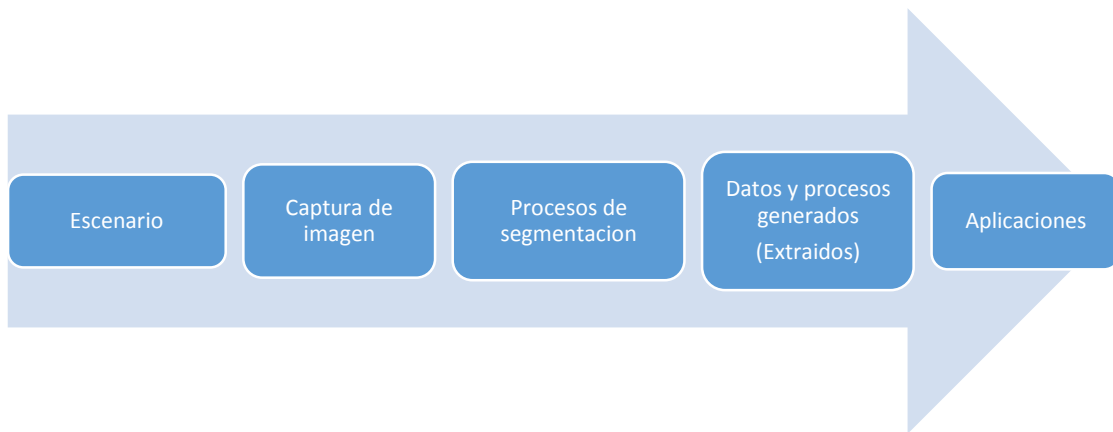 Escenario
Captura de
imagen
Procesos de
segmentacion
Datos y procesos
generados
(Extraidos)
Aplicaciones